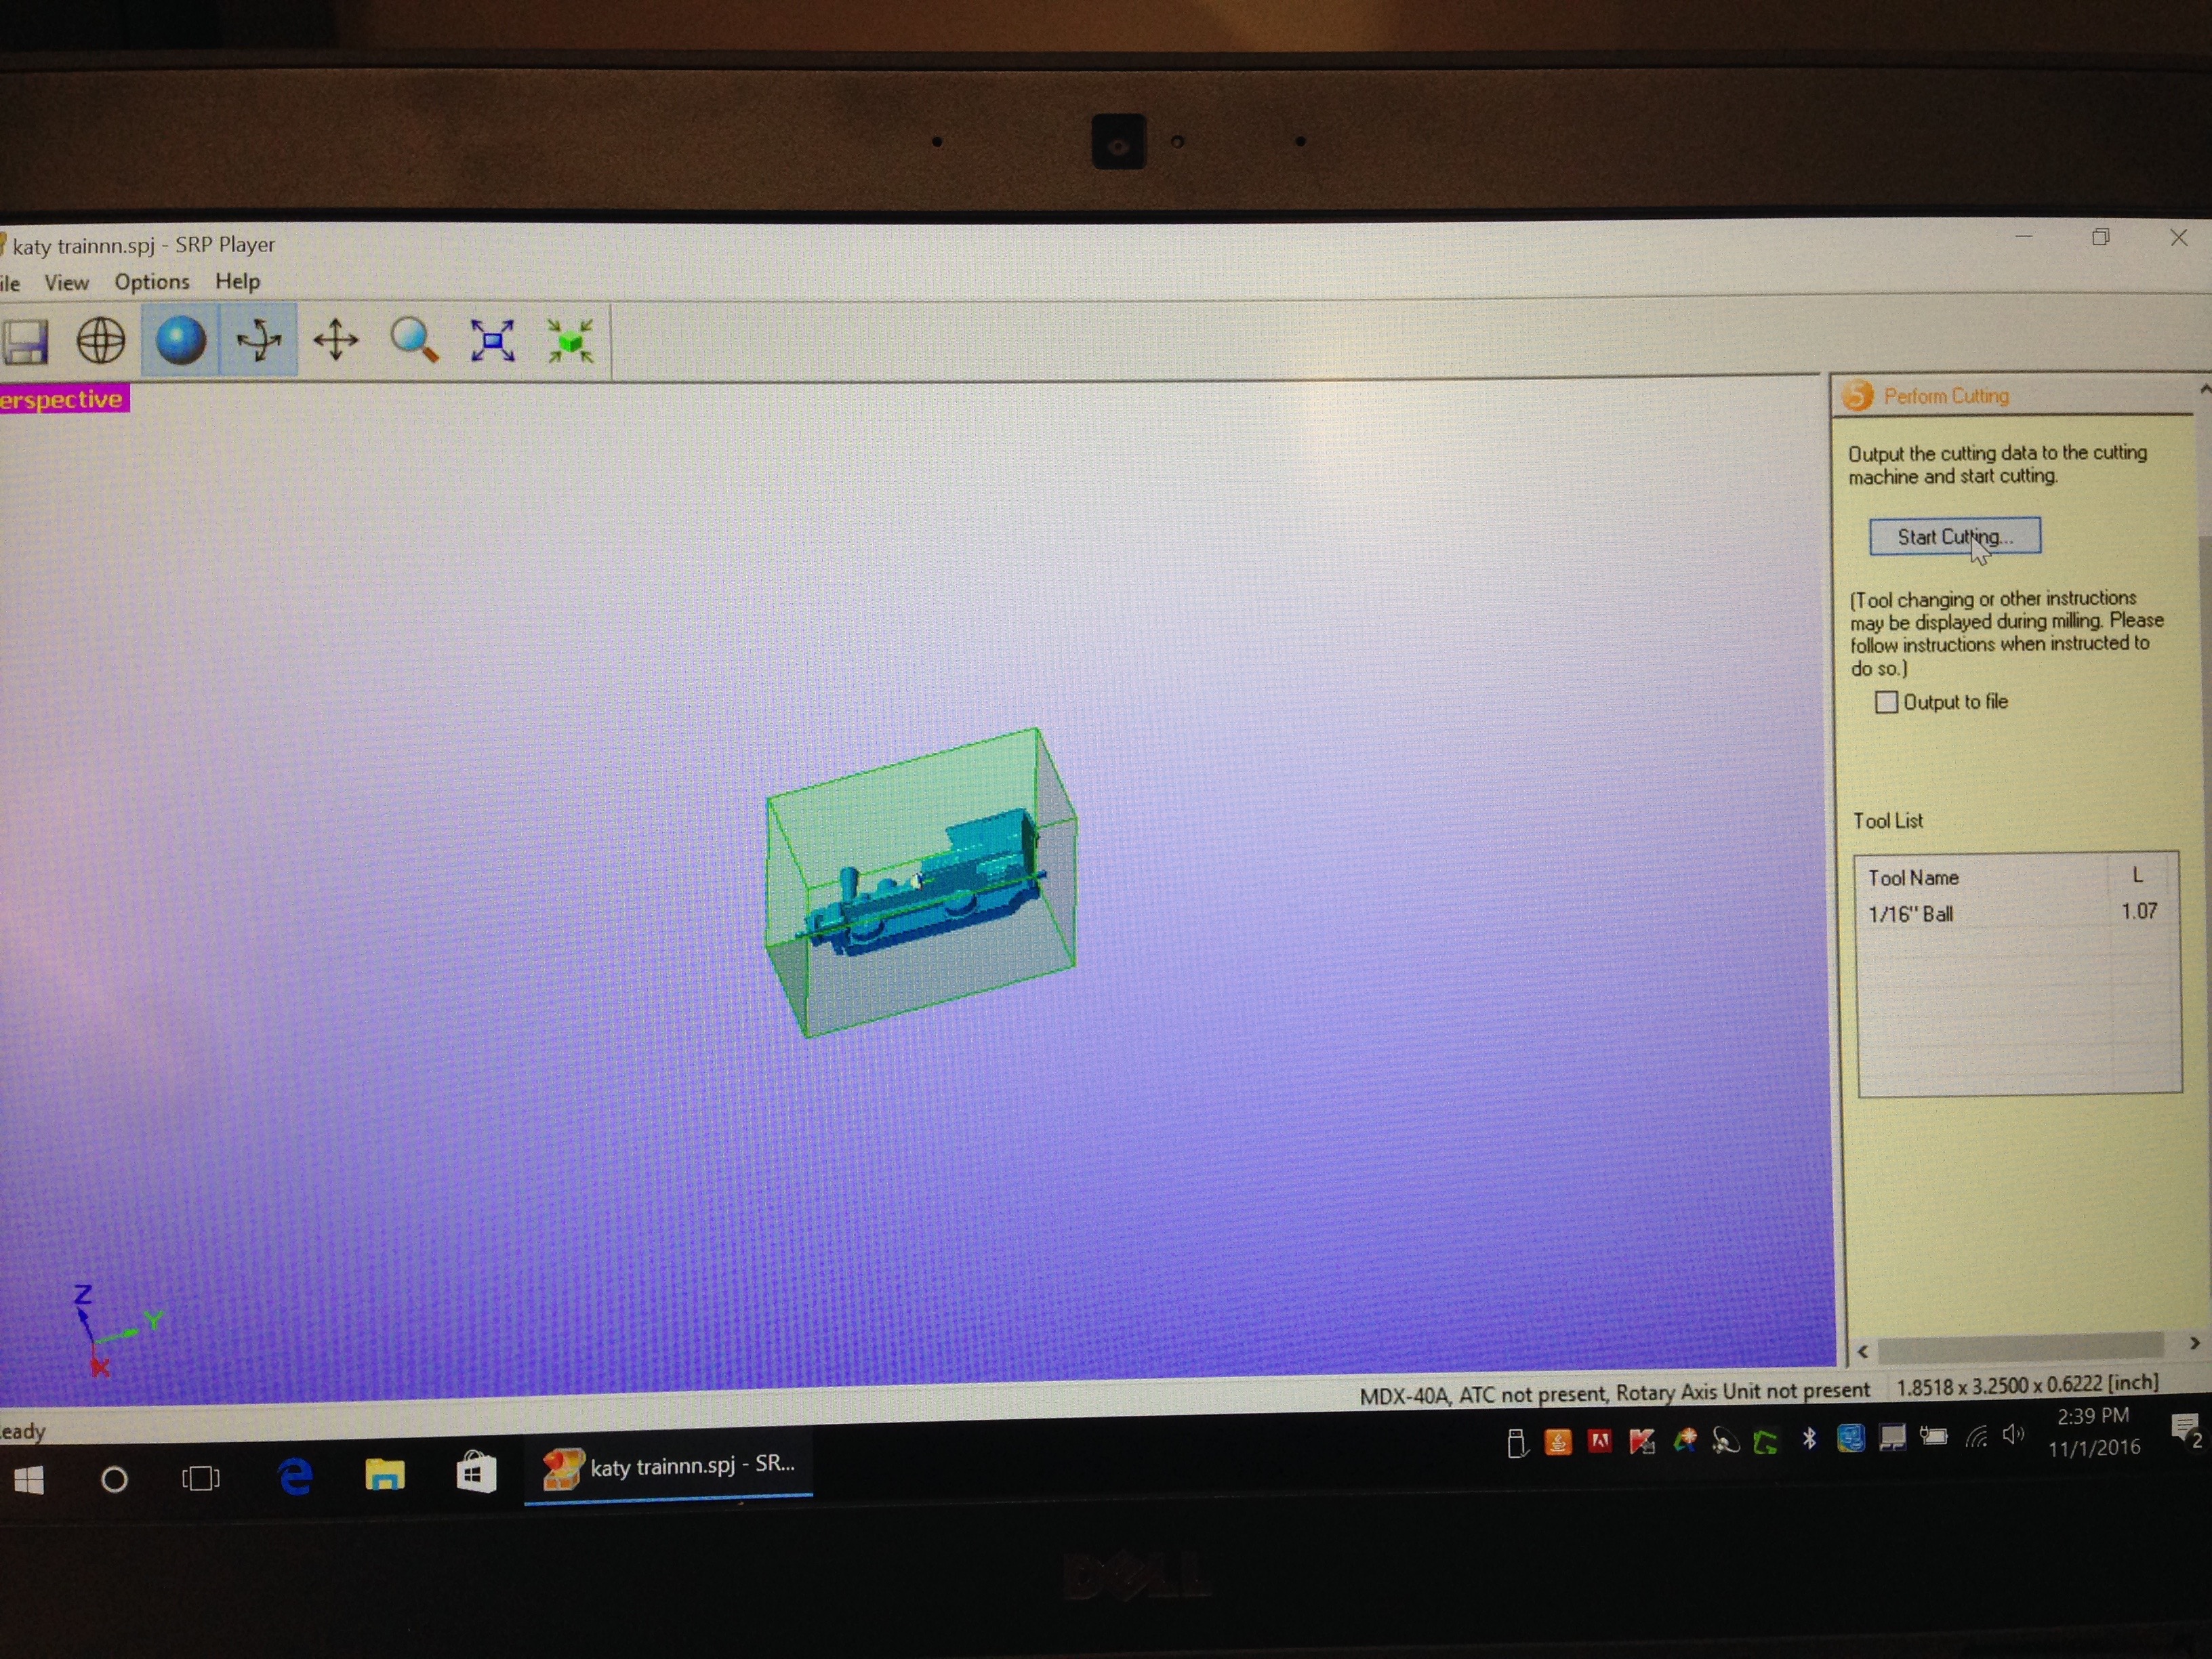 katy trainnn.spj - SRP Player
ile View Options Help
erspective
5 Perform Cutting
Output the cutting data to the cutting
machine and start cutting.
Start Cutting...
(Tool changing or other instructions
may be displayed during milling. Please
follow instructions when instructed to
do so.)
Output to file
Tool List
Tool Name L
1/16" Ball 1.07
Z
Y
X
MDX-40A, ATC not present, Rotary Axis Unit not present 1.8518 x 3.2500 x 0.6222 [inch]
eady
katy trainnn.spj - SR...
2:39 PM
11/1/2016
2
DELL